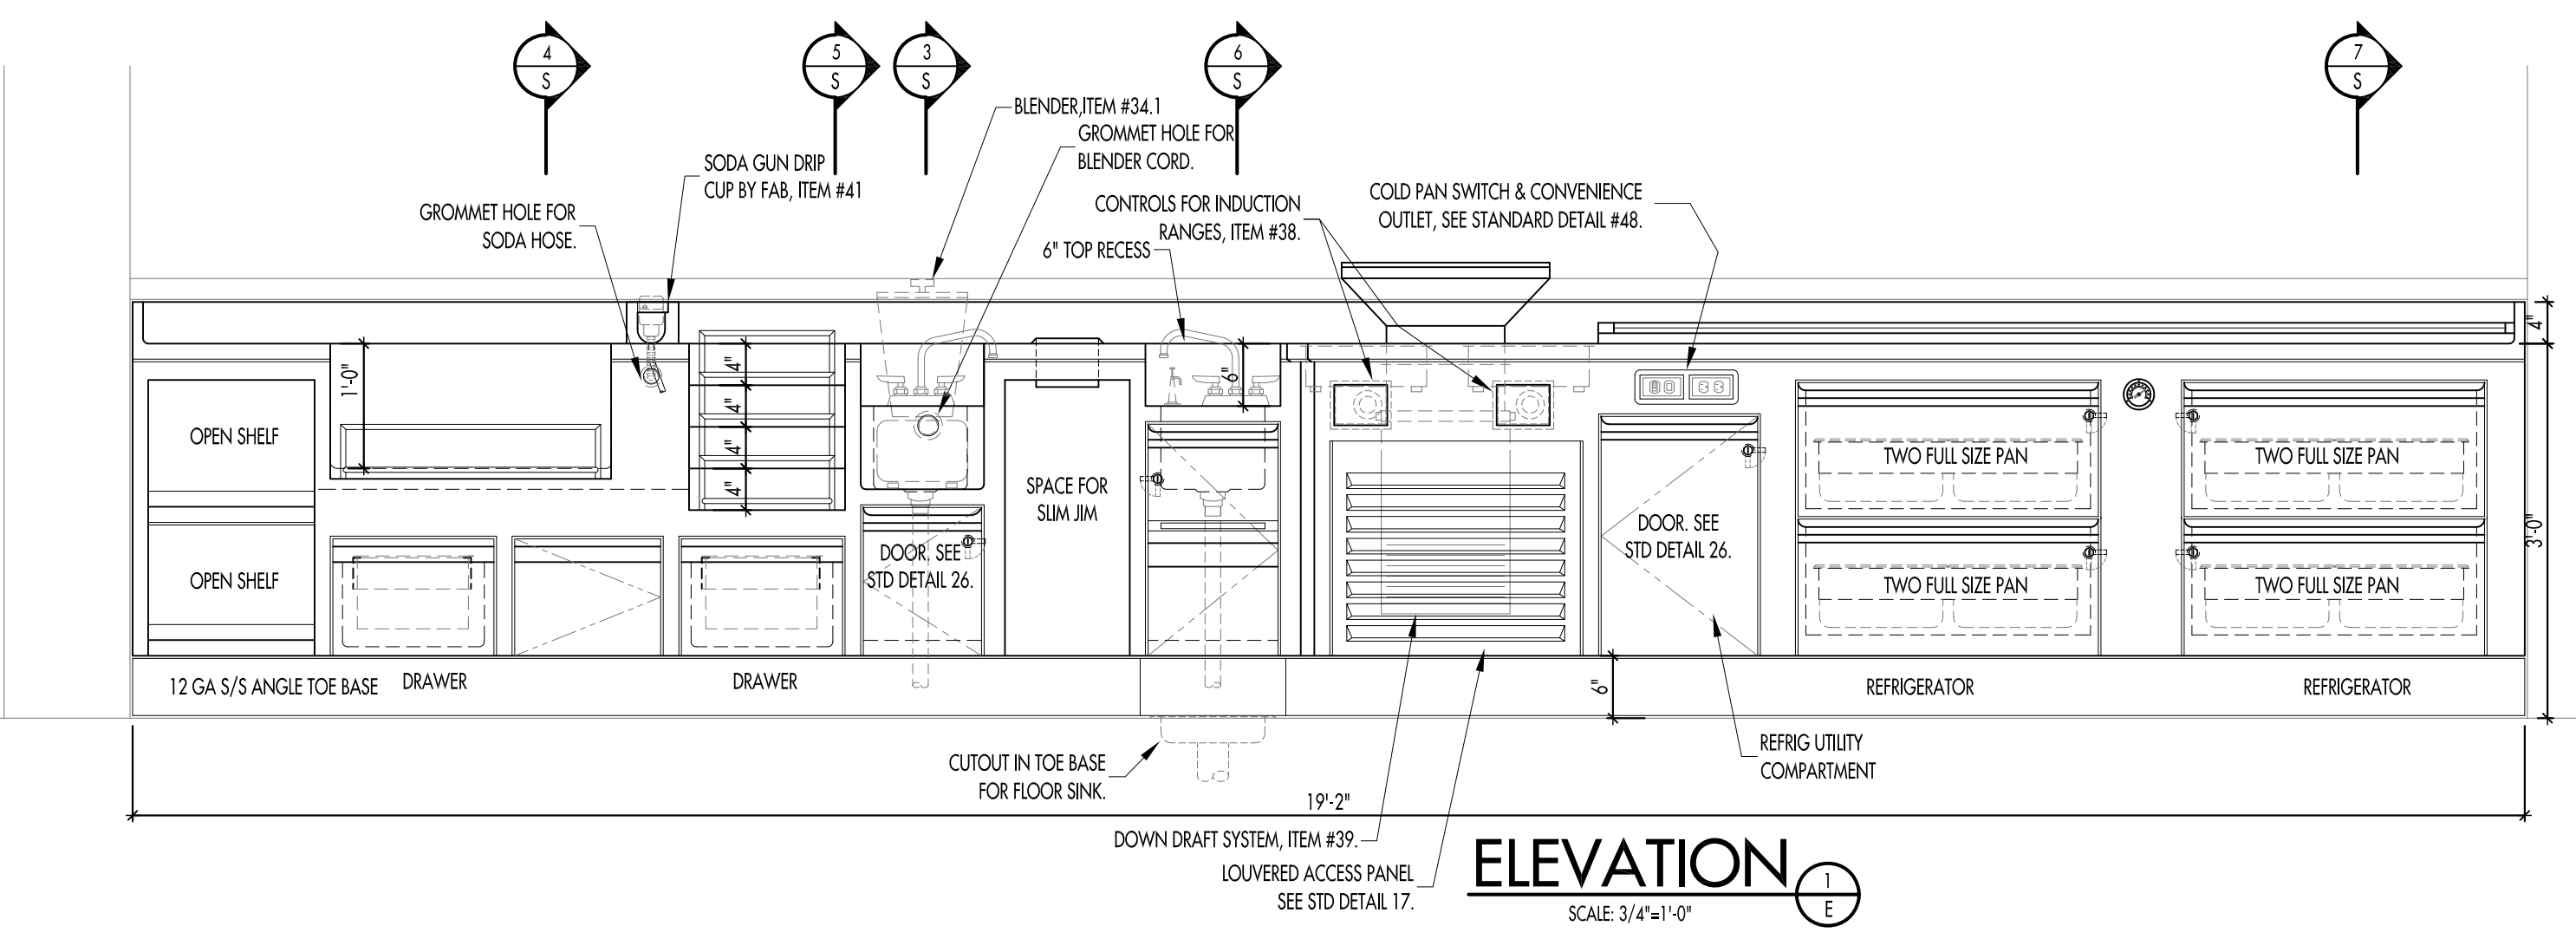 4
S
5
S
3
S
6
S
7
S
BLENDER,ITEM #34.1
GROMMET HOLE FOR
BLENDER CORD.
SODA GUN DRIP
CUP BY FAB, ITEM #41
GROMMET HOLE FOR
SODA HOSE.
CONTROLS FOR INDUCTION
RANGES, ITEM #38.
6" TOP RECESS
COLD PAN SWITCH & CONVENIENCE
OUTLET, SEE STANDARD DETAIL #48.
4"
1'-0"
4"
4"
4"
4"
6"
OPEN SHELF
OPEN SHELF
SPACE FOR
SLIM JIM
DOOR. SEE
STD DETAIL 26.
DOOR. SEE
STD DETAIL 26.
TWO FULL SIZE PAN
TWO FULL SIZE PAN
TWO FULL SIZE PAN
TWO FULL SIZE PAN
3'-0"
12 GA S/S ANGLE TOE BASE
DRAWER
DRAWER
6"
REFRIGERATOR
REFRIGERATOR
CUTOUT IN TOE BASE
FOR FLOOR SINK.
REFRIG UTILITY
COMPARTMENT
19'-2"
DOWN DRAFT SYSTEM, ITEM #39.
LOUVERED ACCESS PANEL
SEE STD DETAIL 17.
ELEVATION
1
E
SCALE: 3/4"=1'-0"